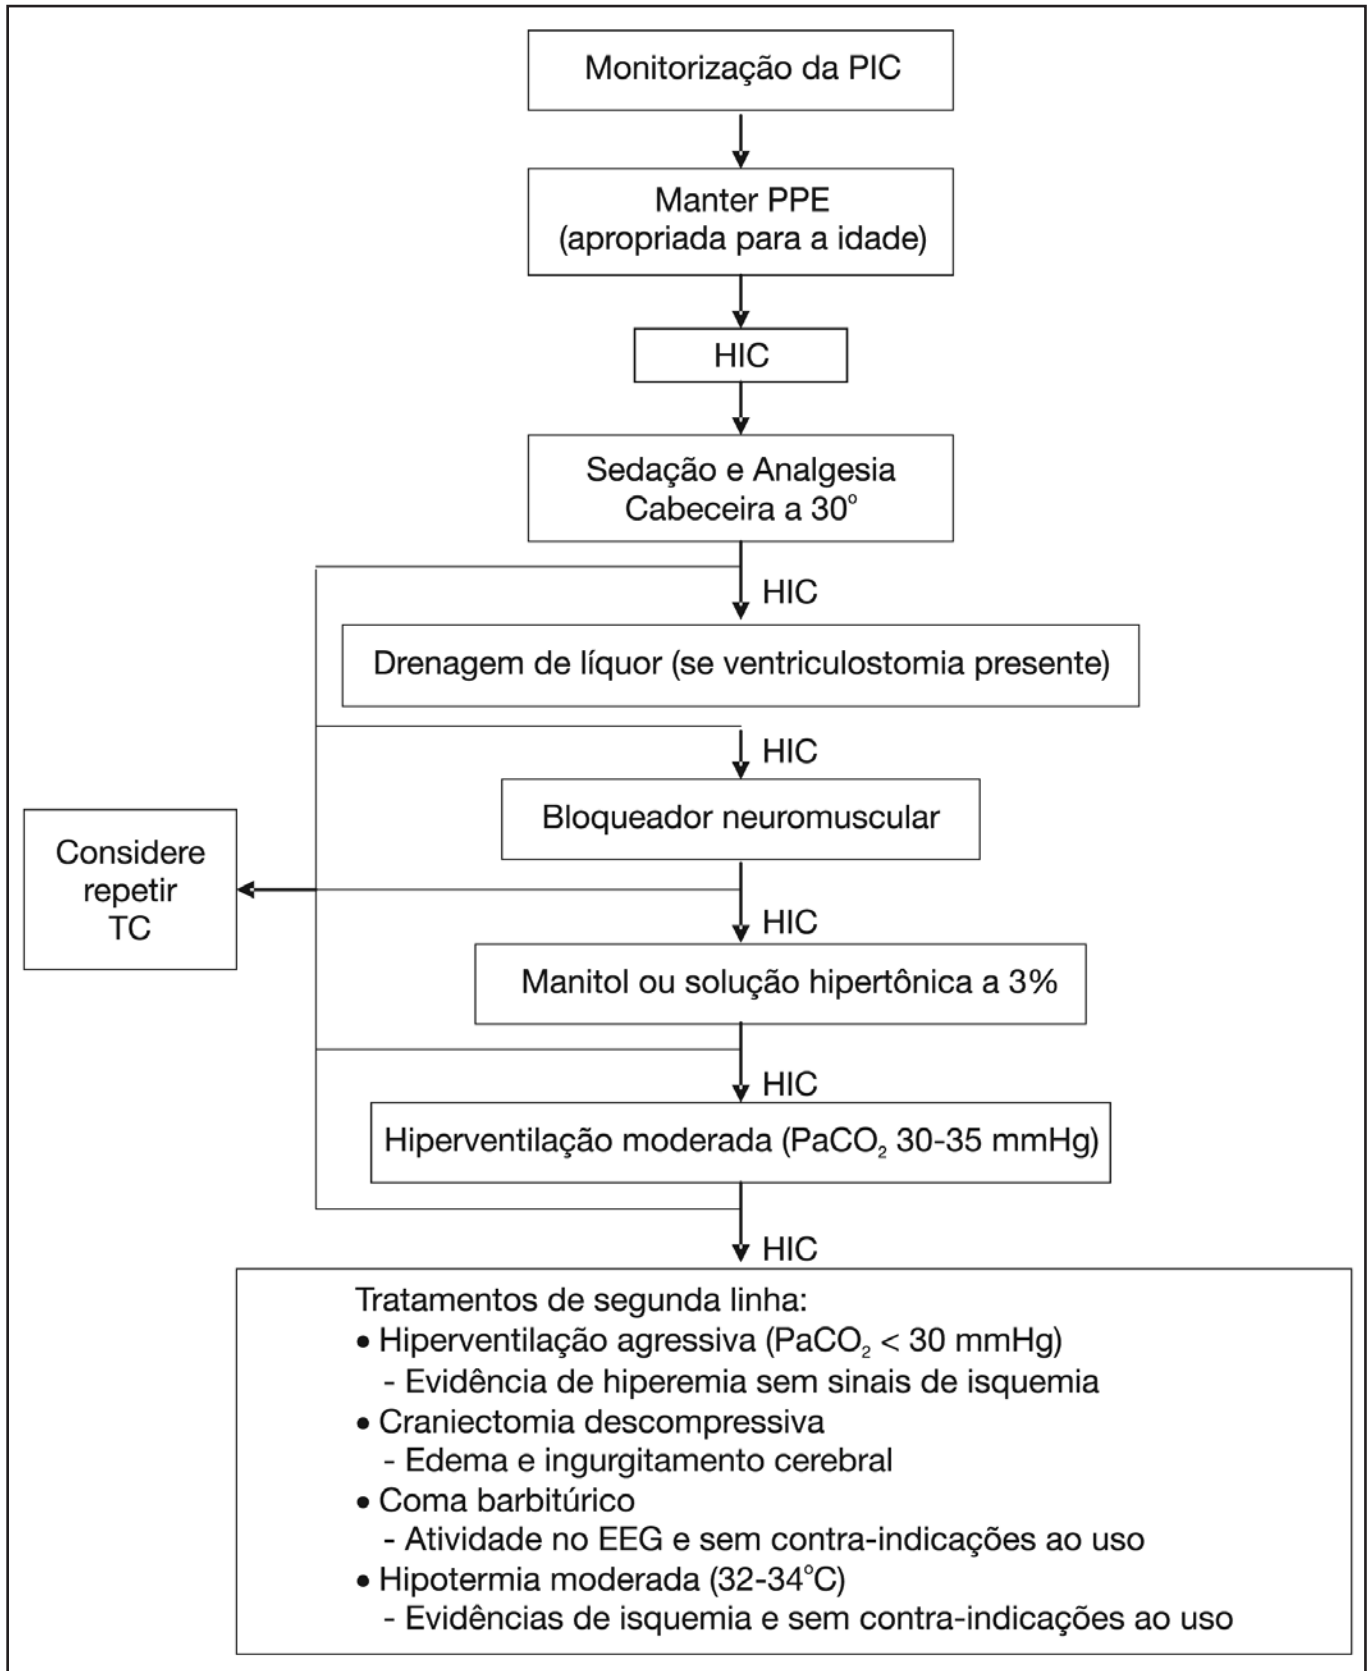 Monitorização da PIC
Manter PPE
(apropriada para a idade)
HIC
Sedação e Analgesia
Cabeceira a 30°
HIC
Drenagem de líquor (se ventriculostomia presente)
HIC
Bloqueador neuromuscular
Considere
repetir
TC
HIC
Manitol ou solução hipertônica a 3%
HIC
Hiperventilação moderada (PaCO₂ 30-35 mmHg)
HIC
Tratamentos de segunda linha:
• Hiperventilação agressiva (PaCO₂ < 30 mmHg)
- Evidência de hiperemia sem sinais de isquemia
• Craniectomia descompressiva
- Edema e ingurgitamento cerebral
• Coma barbitúrico
- Atividade no EEG e sem contra-indicações ao uso
• Hipotermia moderada (32-34°C)
- Evidências de isquemia e sem contra-indicações ao uso